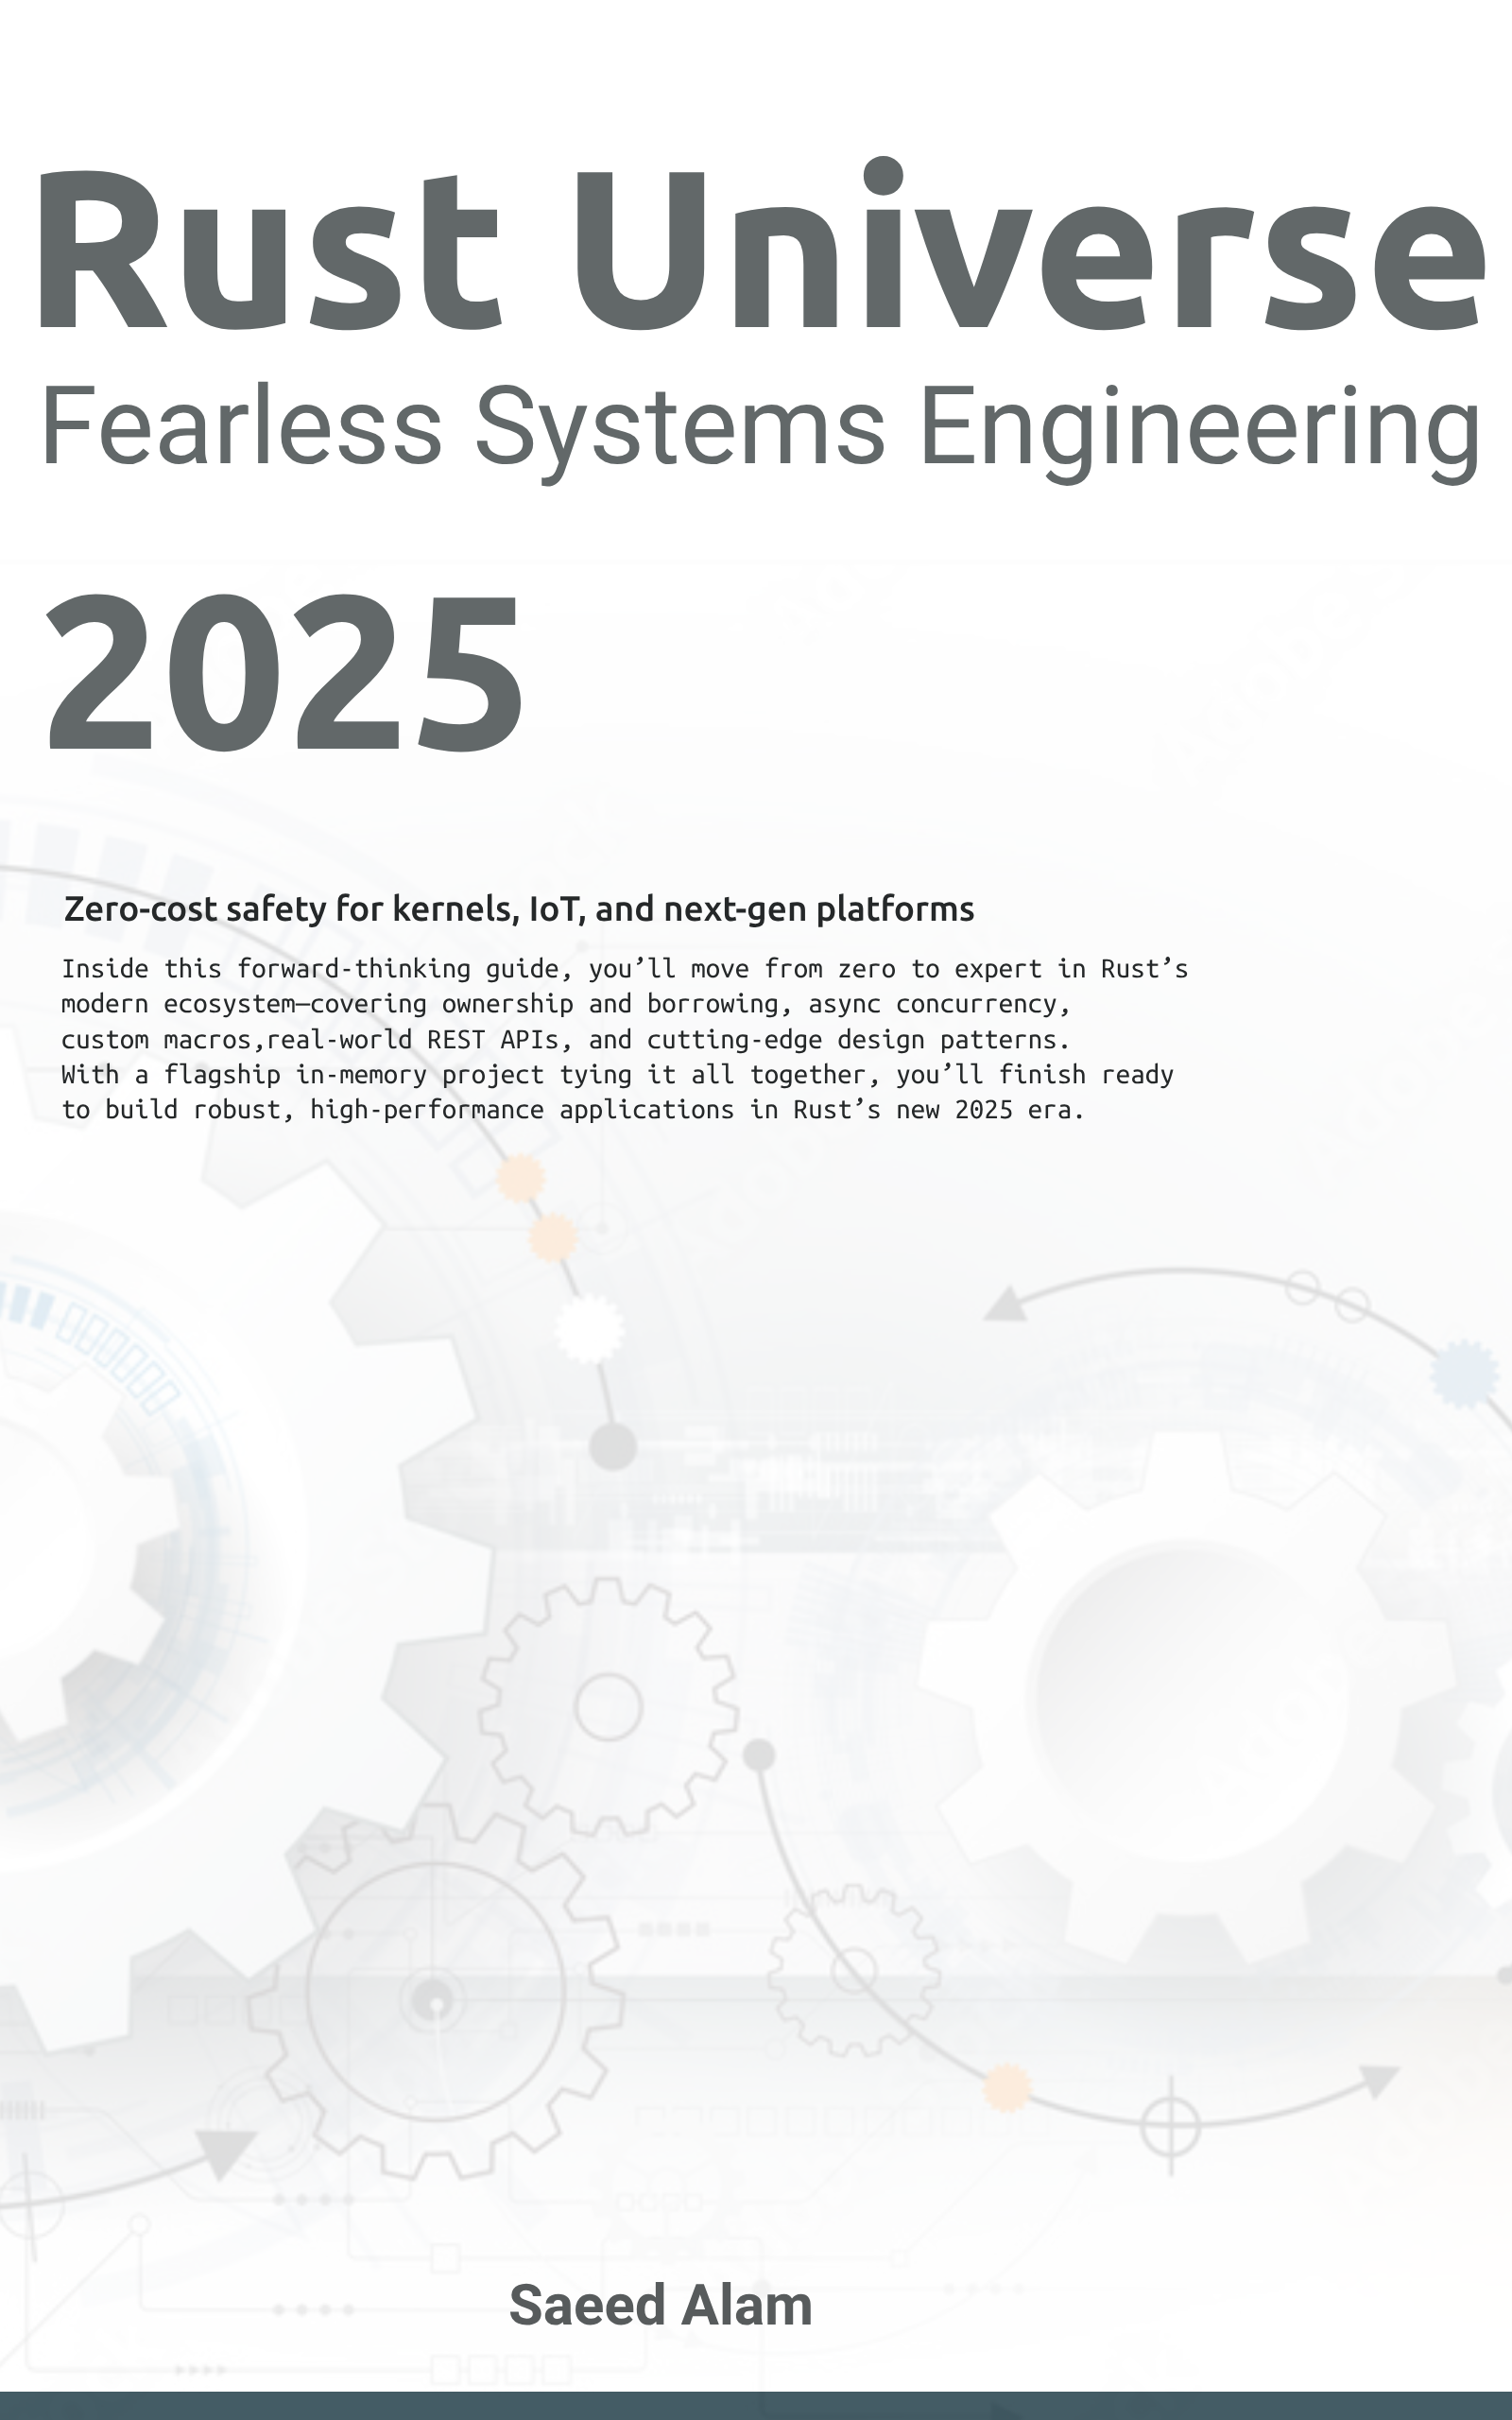 Rust Universe
Fearless Systems Engineering
2025
Zero-cost safety for kernels, IoT, and next-gen platforms
Inside this forward-thinking guide, you’ll move from zero to expert in Rust’s
modern ecosystem—covering ownership and borrowing, async concurrency,
custom macros,real-world REST APIs, and cutting-edge design patterns.
With a flagship in-memory project tying it all together, you’ll finish ready
to build robust, high-performance applications in Rust’s new 2025 era.
Saeed Alam